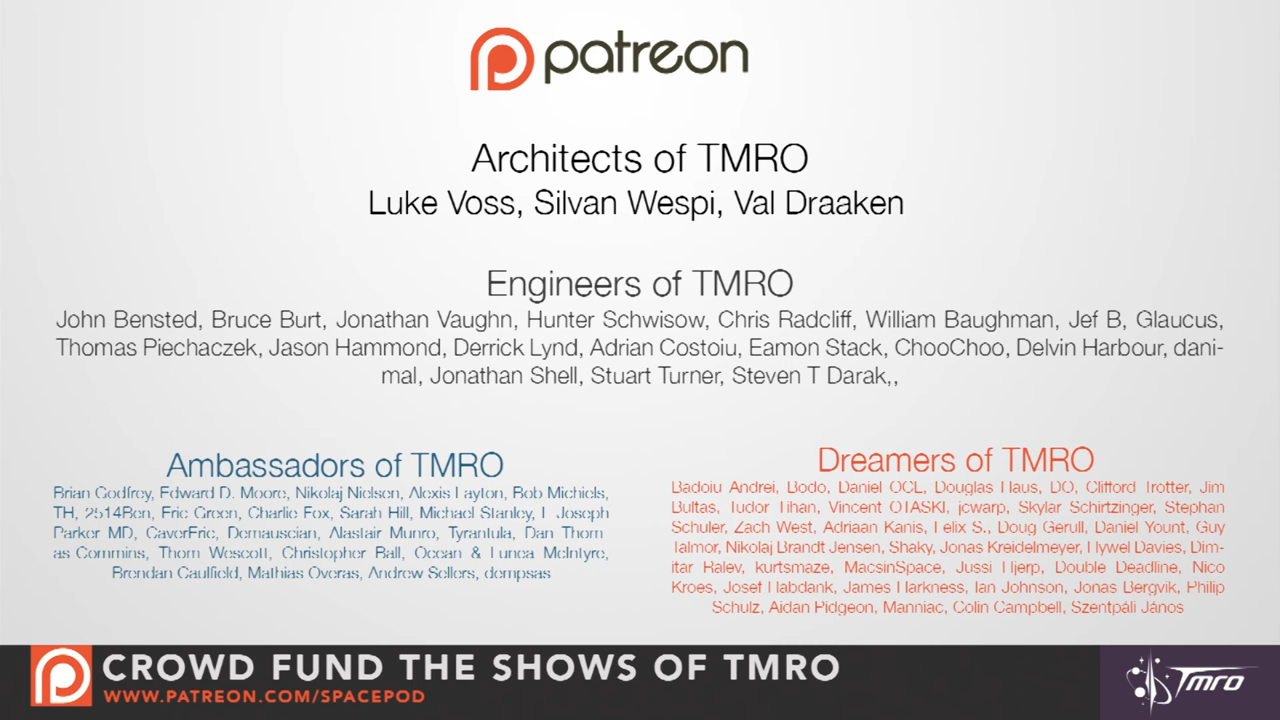 patreon
Architects of TMRO
Luke Voss, Silvan Wespi, Val Draaken
Engineers of TMRO
John Bensted, Bruce Burt, Jonathan Vaughn, Hunter Schwisow, Chris Radcliff, William Baughman, Jef B, Glaucus,
Thomas Piechaczek, Jason Hammond, Derrick Lynd, Adrian Costoiu, Eamon Stack, ChooChoo, Delvin Harbour, dani-
mal, Jonathan Shell, Stuart Turner, Steven T Darak,,
Ambassadors of TMRO
Brian Godfrey, Edward D. Moore, Nikolaj Nielsen, Alexis Layton, Bob Michiels,
TH, 2514Ben, Eric Green, Charlie Fox, Sarah Hill, Michael Stanley, Joseph
Parker MD, CaverEric, Demauscian, Alastair Munro, Tyrantula, Dan Thom
as Commins, Thom Wescott, Christopher Ball, Ocean & Lunea McIntyre,
Brendan Caulfield, Mathias Overas, Andrew Sellers, dempsas
Dreamers of TMRO
Badoiu Andrei, Bodo, Daniel OCL, Douglas Haus, DO, Clifford Trotter, Jim
Bultas, Tudor Tihan, Vincent OTASKI, jcwarp, Skylar Schirtzinger, Stephan
Schuler, Zach West, Adriaan Kanis, Felix S., Doug Gerull, Daniel Yount, Guy
Talmor, Nikolaj Brandt Jensen, Shaky, Jonas Kreidelmeyer, Hywel Davies, Dim-
itar Ralev, kurtsmaze, MacsinSpace, Jussi Hjerp, Double Deadline, Nico
Kroes, Josef Habdank, James Harkness, Ian Johnson, Jonas Bergvik, Philip
Schulz, Aidan Pidgeon, Manniac, Colin Campbell, Szentpáli János
CROWD FUND THE SHOWS OF TMRO
WWW.PATREON.COM/SPACEPOD
Tmro